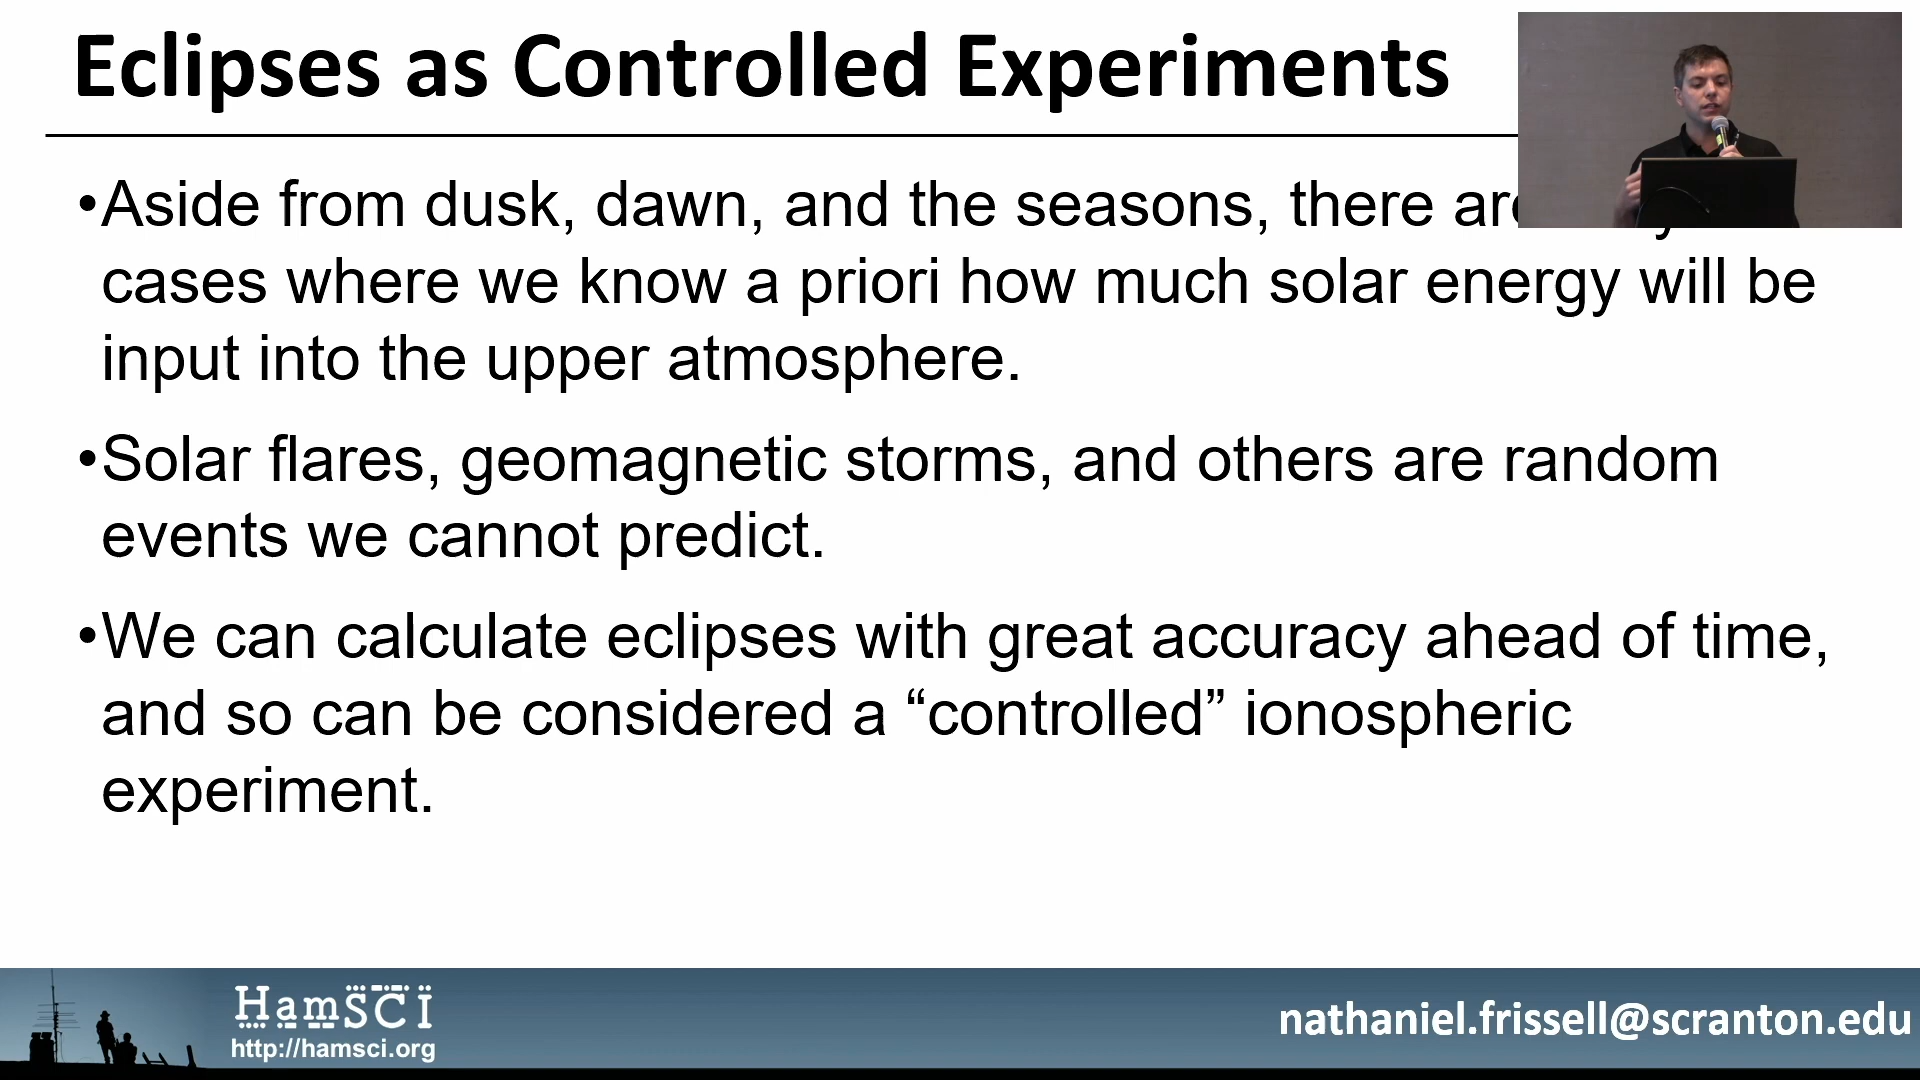 Eclipses as Controlled Experiments
•Aside from dusk, dawn, and the seasons, there are
cases where we know a priori how much solar energy will be
input into the upper atmosphere.
•Solar flares, geomagnetic storms, and others are random
events we cannot predict.
•We can calculate eclipses with great accuracy ahead of time,
and so can be considered a “controlled” ionospheric
experiment.
HamSCI
http://hamsci.org
nathaniel.frissell@scranton.edu